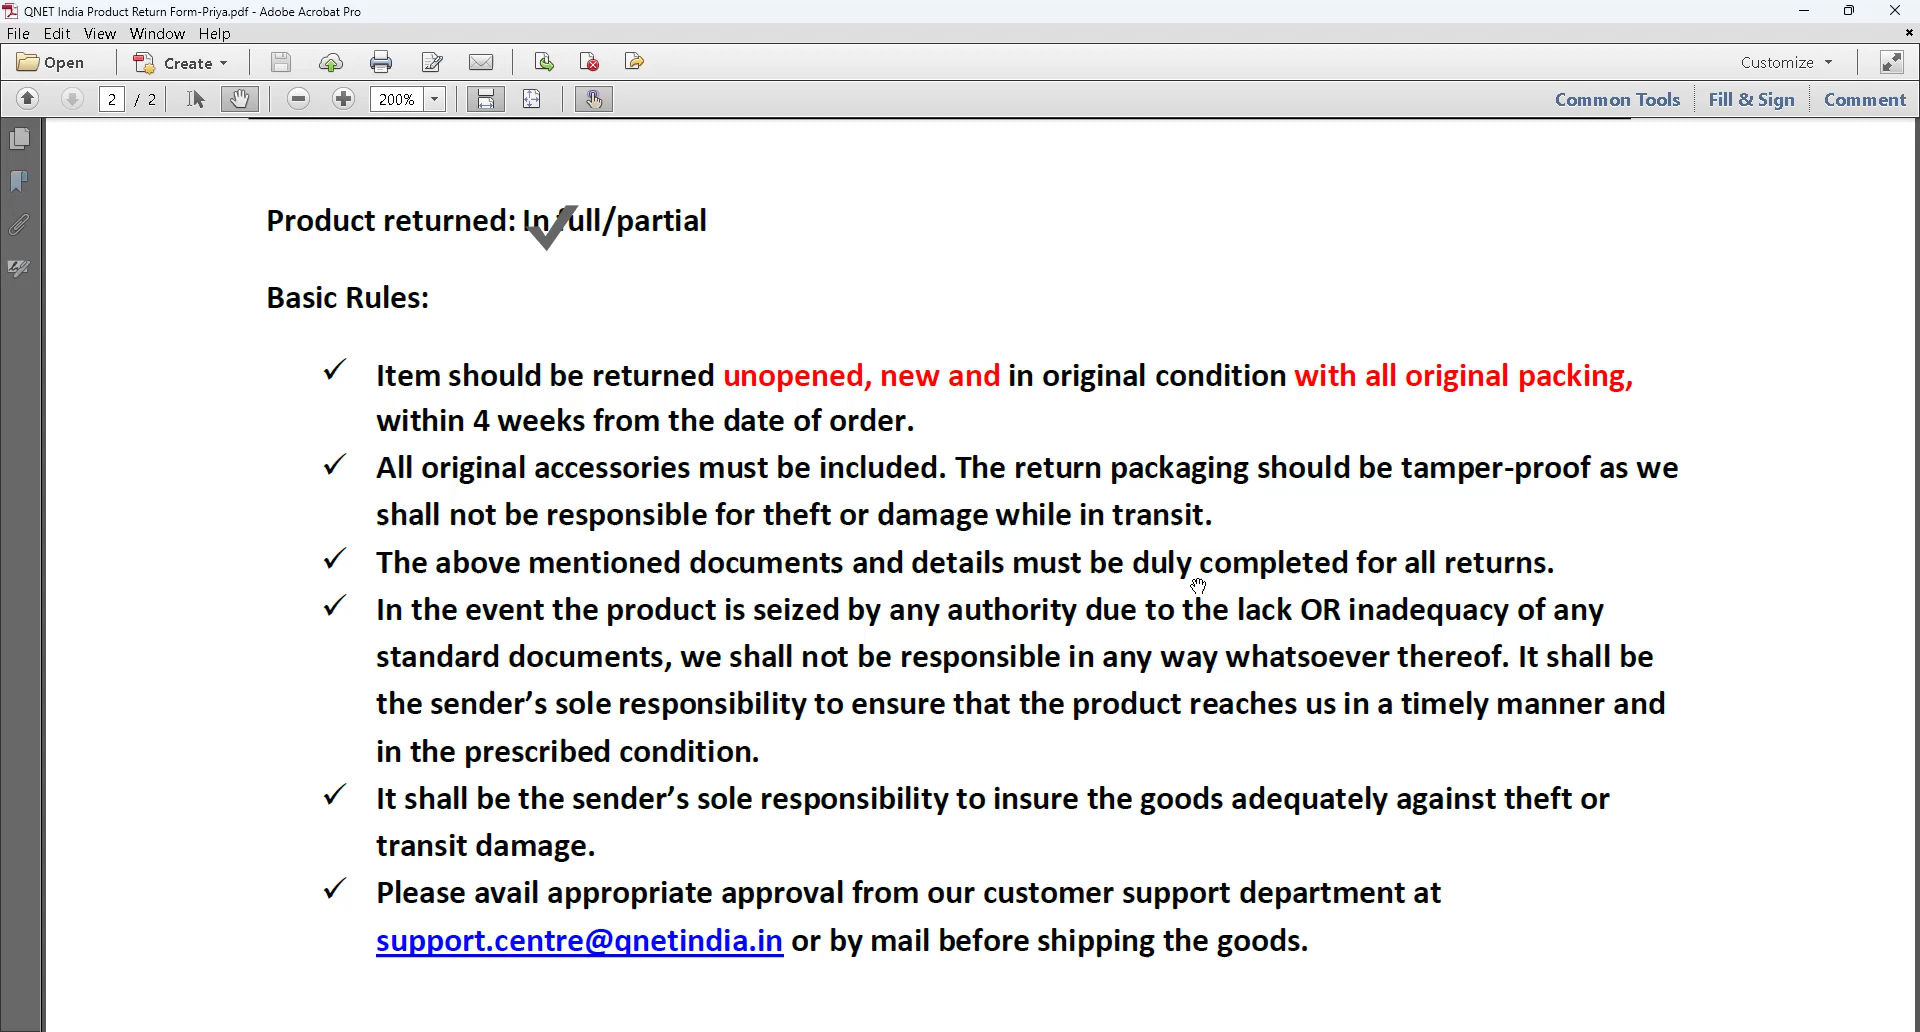 QNET India Product Return Form-Priya.pdf - Adobe Acrobat Pro
File Edit View Window Help
Open Create Customize
2 / 2 200% Common Tools Fill & Sign Comment
Product returned: In full/partial
Basic Rules:
✓ Item should be returned unopened, new and in original condition with all original packing,
within 4 weeks from the date of order.
✓ All original accessories must be included. The return packaging should be tamper-proof as we
shall not be responsible for theft or damage while in transit.
✓ The above mentioned documents and details must be duly completed for all returns.
✓ In the event the product is seized by any authority due to the lack OR inadequacy of any
standard documents, we shall not be responsible in any way whatsoever thereof. It shall be
the sender’s sole responsibility to ensure that the product reaches us in a timely manner and
in the prescribed condition.
✓ It shall be the sender’s sole responsibility to insure the goods adequately against theft or
transit damage.
✓ Please avail appropriate approval from our customer support department at
support.centre@qnetindia.in or by mail before shipping the goods.